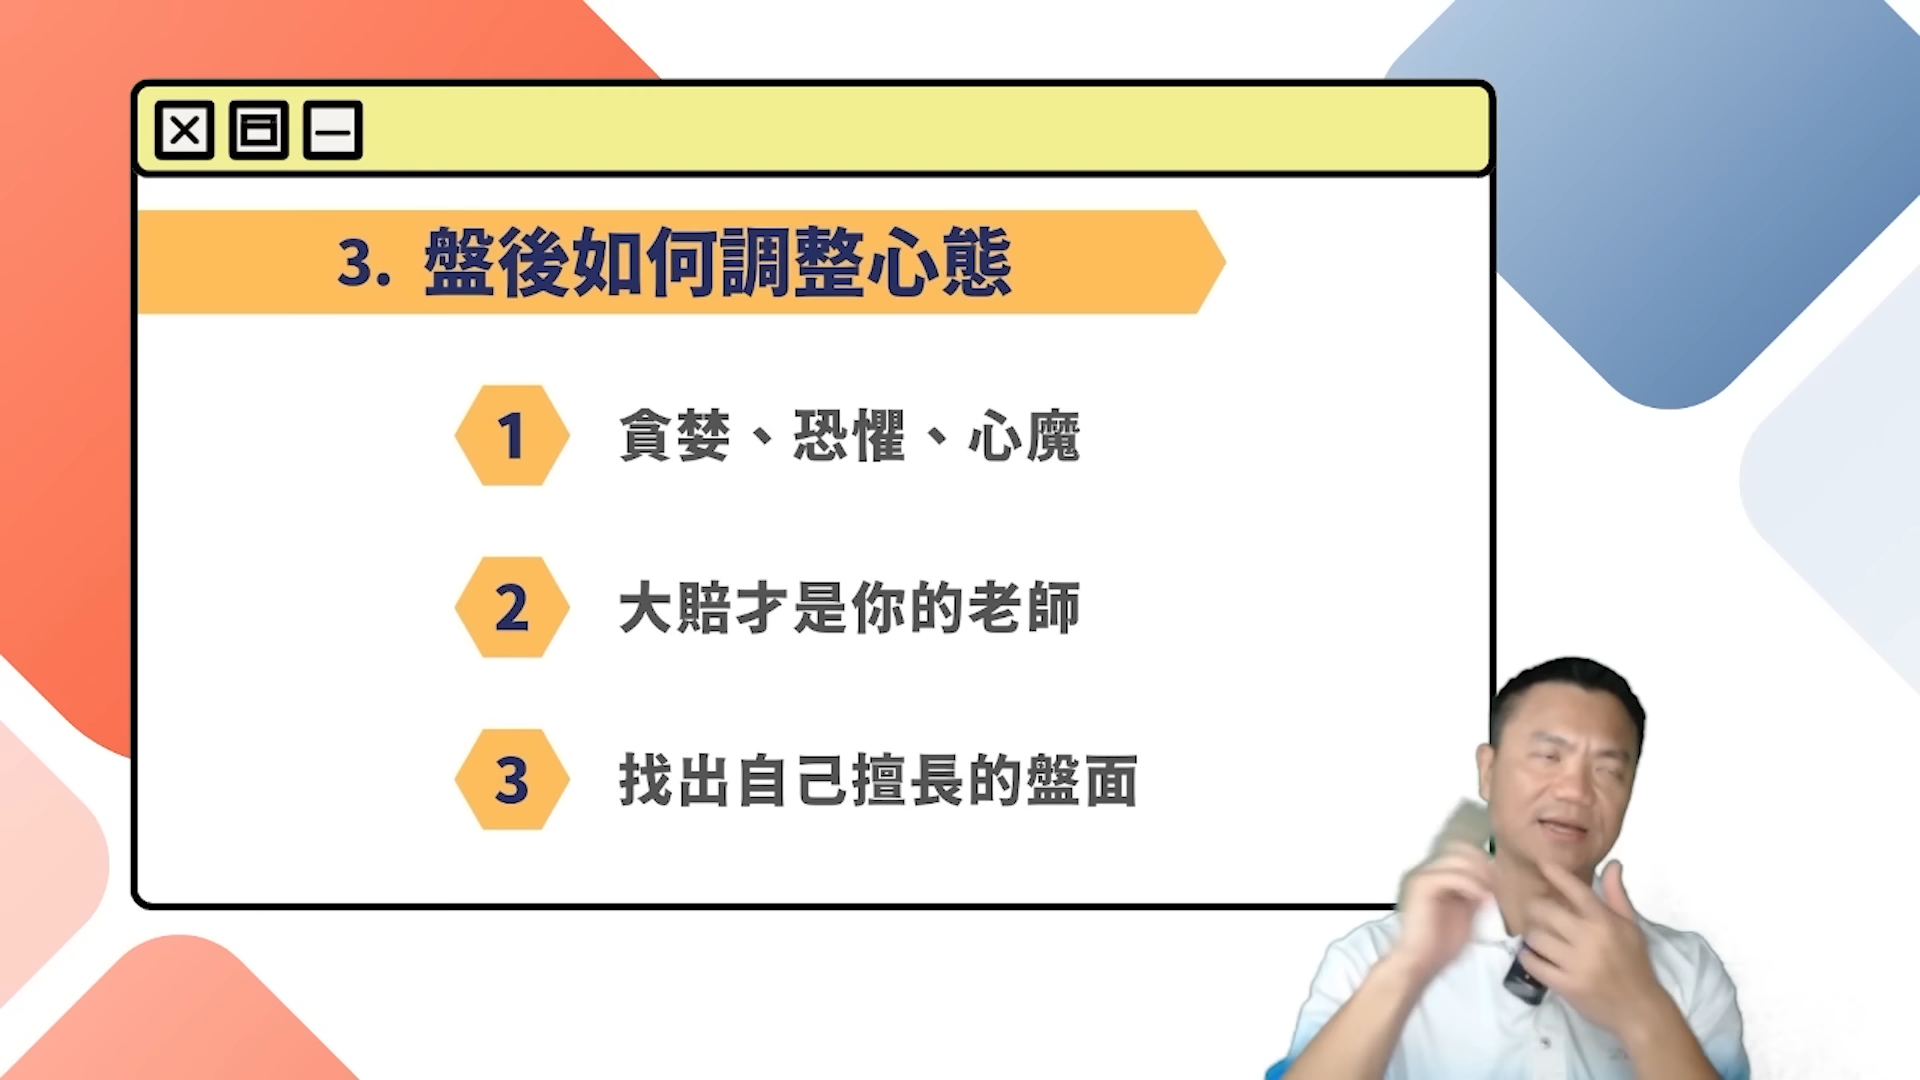 3. 盤後如何調整心態
1 貪婪、恐懼、心魔
2 大賠才是你的老師
3 找出自己擅長的盤面